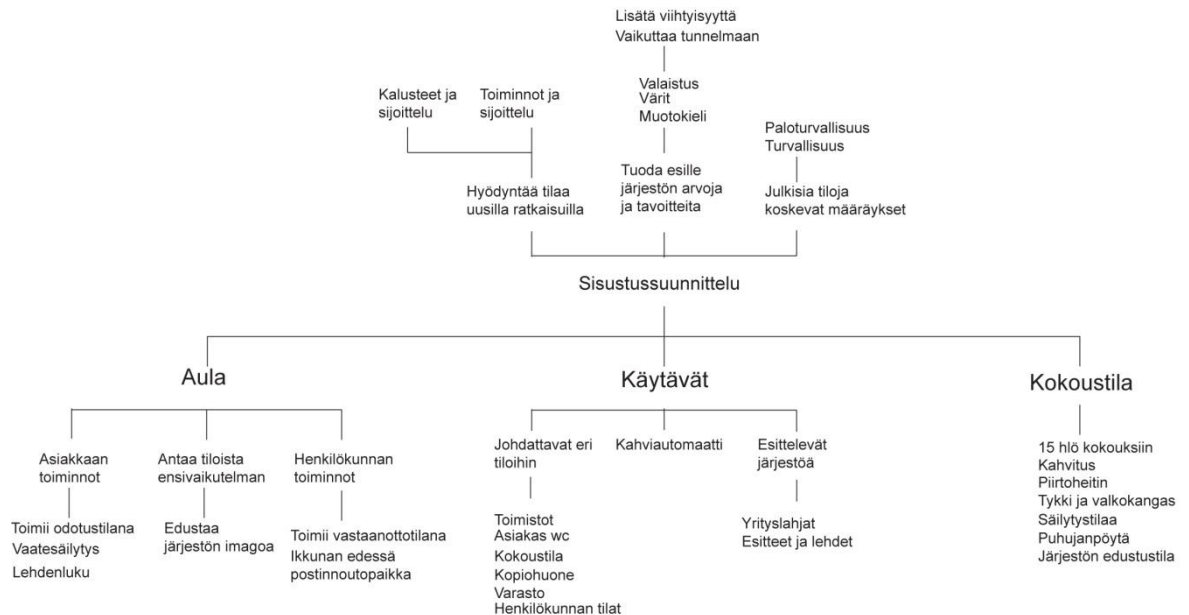 Lisätä viihtyisyyttä
Vaikuttaa tunnelmaan
Kalusteet ja
sijoittelu
Toiminnot ja
sijoittelu
Valaistus
Värit
Muotokieli
Paloturvallisuus
Turvallisuus
Hyödyntää tilaa
uusilla ratkaisuilla
Tuoda esille
järjestön arvoja
ja tavoitteita
Julkisia tiloja
koskevat määräykset
Sisustussuunnittelu
Aula
Käytävät
Kokoustila
Asiakkaan
toiminnot
Antaa tiloista
ensivaikutelman
Henkilökunnan
toiminnot
Johdattavat eri
tiloihin
Kahviautomaatti
Esittelevät
järjestöä
Toimii odotustilana
Vaatesäilytys
Lehdenluku
Edustaa
järjestön imagoa
Toimii vastaanottotilana
Ikkunan edessä
postinnoutopaikka
Toimistot
Asiakas wc
Kokoustila
Kopiohuone
Varasto
Henkilökunnan tilat
Yrityslahjat
Esitteet ja lehdet
15 hlö kokouksiin
Kahvitus
Piirtoheitin
Tykki ja valkokangas
Säilytystilaa
Puhujanpöytä
Järjestön edustustila